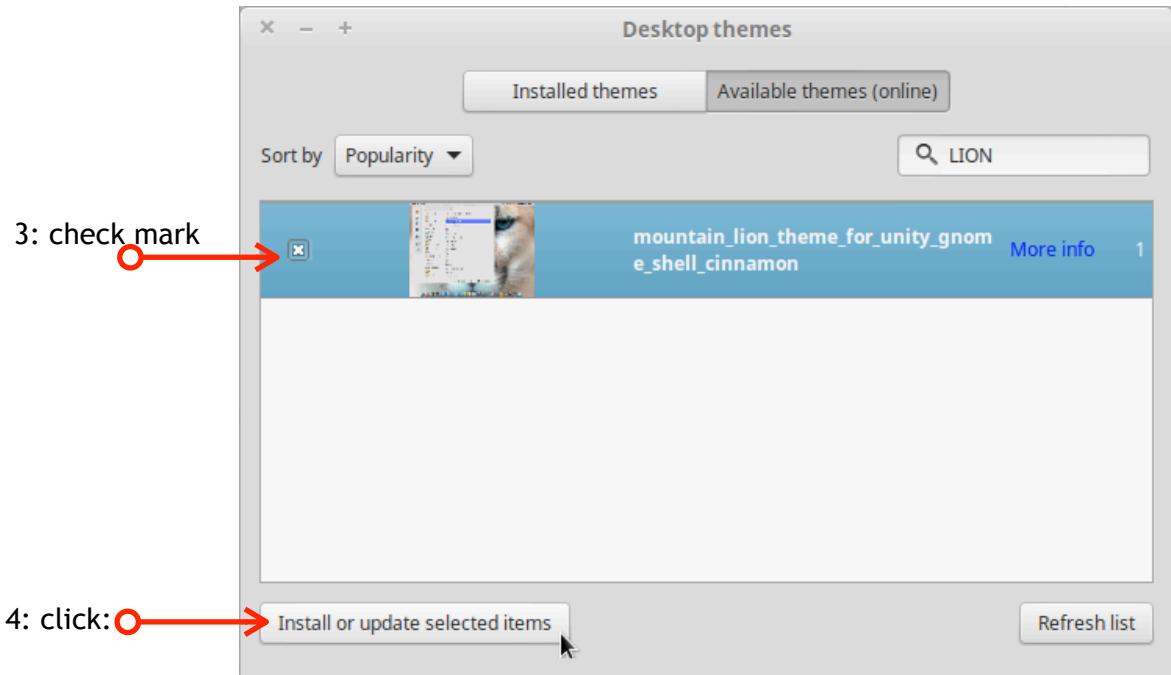 × – + Desktop themes
Installed themes Available themes (online)
Sort by Popularity LION
3: check mark
mountain_lion_theme_for_unity_gnom
e_shell_cinnamon
More info 1
4: click:
Install or update selected items Refresh list